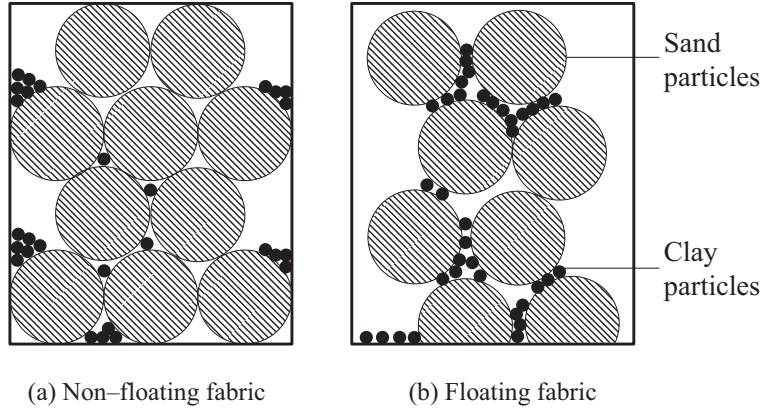 Sand
particles
Clay
particles
(a) Non–floating fabric
(b) Floating fabric